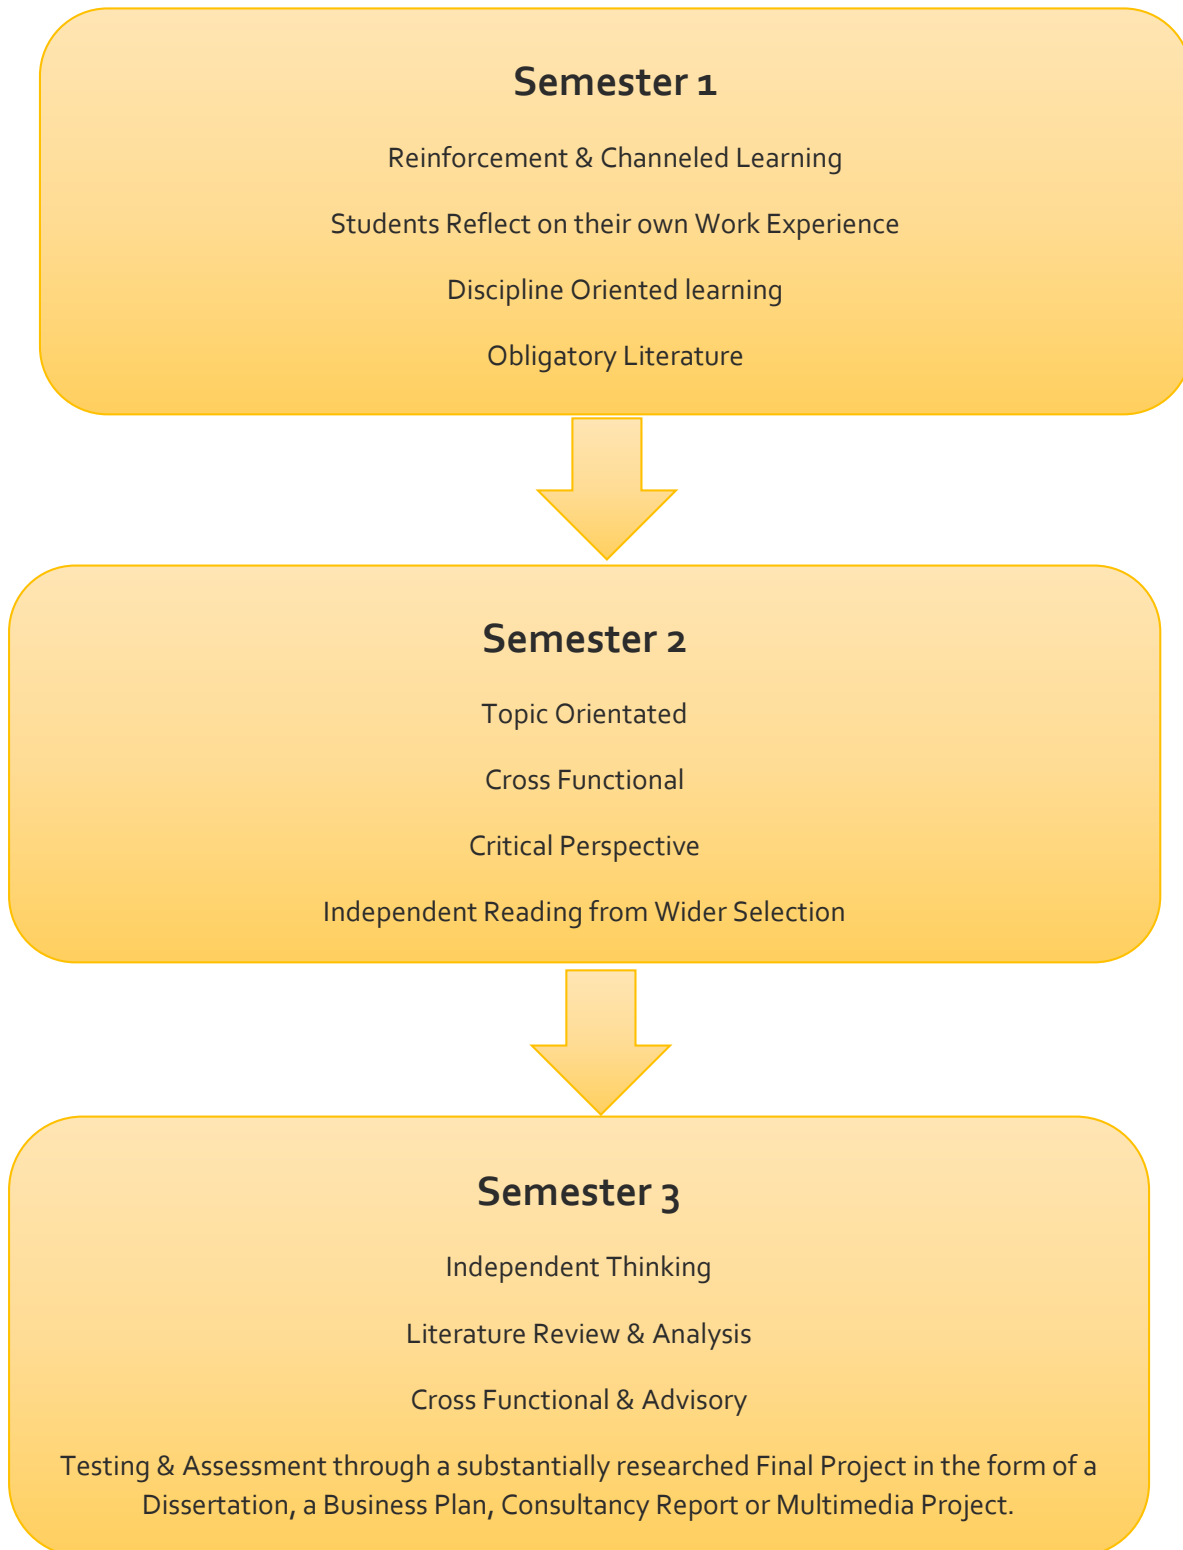 Semester 1
Reinforcement & Channeled Learning
Students Reflect on their own Work Experience
Discipline Oriented learning
Obligatory Literature
Semester 2
Topic Orientated
Cross Functional
Critical Perspective
Independent Reading from Wider Selection
Semester 3
Independent Thinking
Literature Review & Analysis
Cross Functional & Advisory
Testing & Assessment through a substantially researched Final Project in the form of a
Dissertation, a Business Plan, Consultancy Report or Multimedia Project.